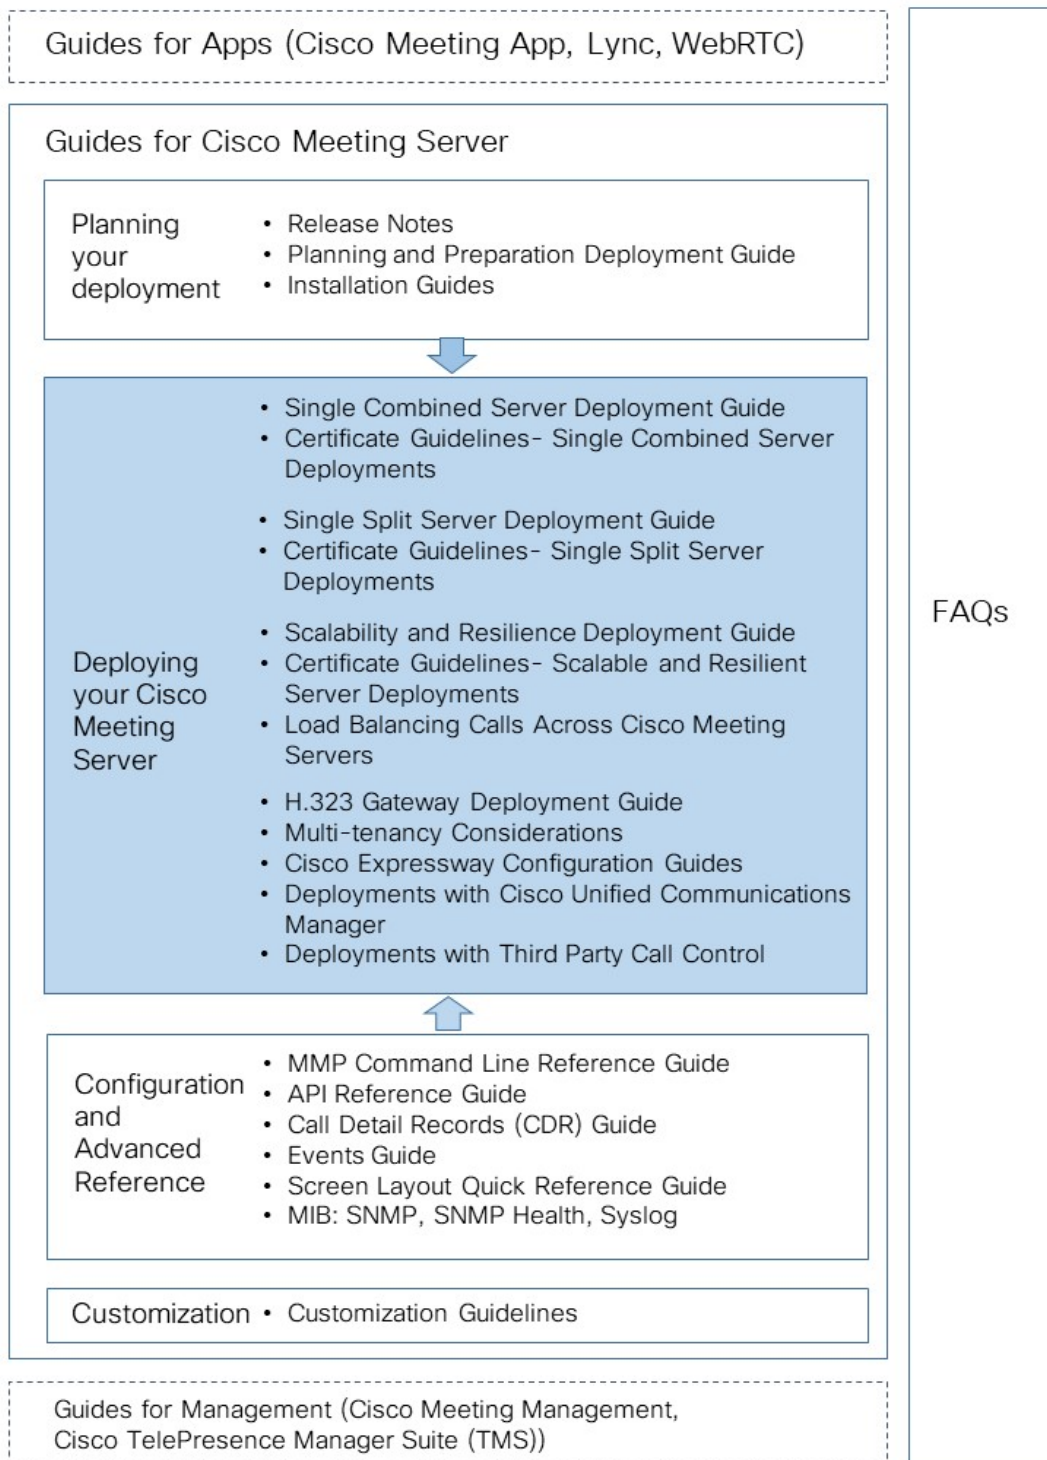 Guides for Apps (Cisco Meeting App, Lync, WebRTC)
Guides for Cisco Meeting Server
Planning
your
deployment
• Release Notes
• Planning and Preparation Deployment Guide
• Installation Guides
Deploying
your Cisco
Meeting
Server
• Single Combined Server Deployment Guide
• Certificate Guidelines- Single Combined Server
Deployments
• Single Split Server Deployment Guide
• Certificate Guidelines- Single Split Server
Deployments
• Scalability and Resilience Deployment Guide
• Certificate Guidelines- Scalable and Resilient
Server Deployments
• Load Balancing Calls Across Cisco Meeting
Servers
• H.323 Gateway Deployment Guide
• Multi-tenancy Considerations
• Cisco Expressway Configuration Guides
• Deployments with Cisco Unified Communications
Manager
• Deployments with Third Party Call Control
Configuration
and
Advanced
Reference
• MMP Command Line Reference Guide
• API Reference Guide
• Call Detail Records (CDR) Guide
• Events Guide
• Screen Layout Quick Reference Guide
• MIB: SNMP, SNMP Health, Syslog
Customization
• Customization Guidelines
Guides for Management (Cisco Meeting Management,
Cisco TelePresence Manager Suite (TMS))
FAQs